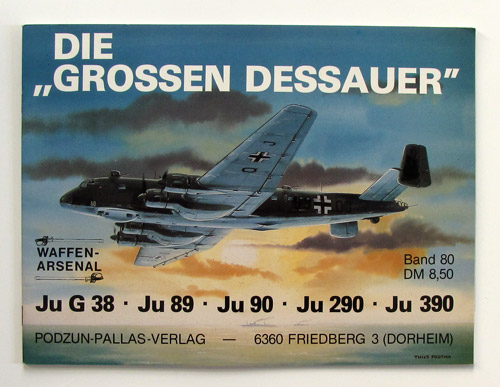 DIE
„GROSSEN DESSAUER”
WAFFEN-
ARSENAL
Band 80
DM 8,50
Ju G 38 · Ju 89 · Ju 90 · Ju 290 · Ju 390
PODZUN-PALLAS-VERLAG — 6360 FRIEDBERG 3 (DORHEIM)